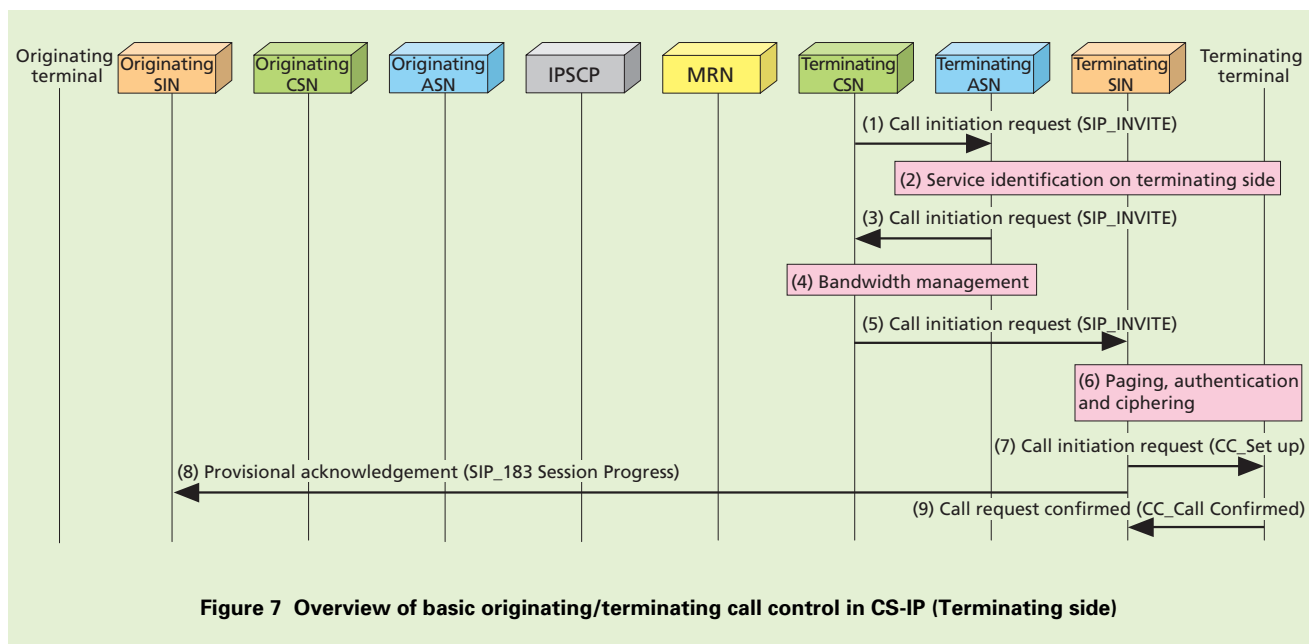 Originating
terminal
Originating
SIN
Originating
CSN
Originating
ASN
IPSCP
MRN
Terminating
CSN
Terminating
ASN
Terminating
SIN
Terminating
terminal
(1) Call initiation request (SIP_INVITE)
(2) Service identification on terminating side
(3) Call initiation request (SIP_INVITE)
(4) Bandwidth management
(5) Call initiation request (SIP_INVITE)
(6) Paging, authentication
and ciphering
(7) Call initiation request (CC_Set up)
(8) Provisional acknowledgement (SIP_183 Session Progress)
(9) Call request confirmed (CC_Call Confirmed)
Figure 7 Overview of basic originating/terminating call control in CS-IP (Terminating side)